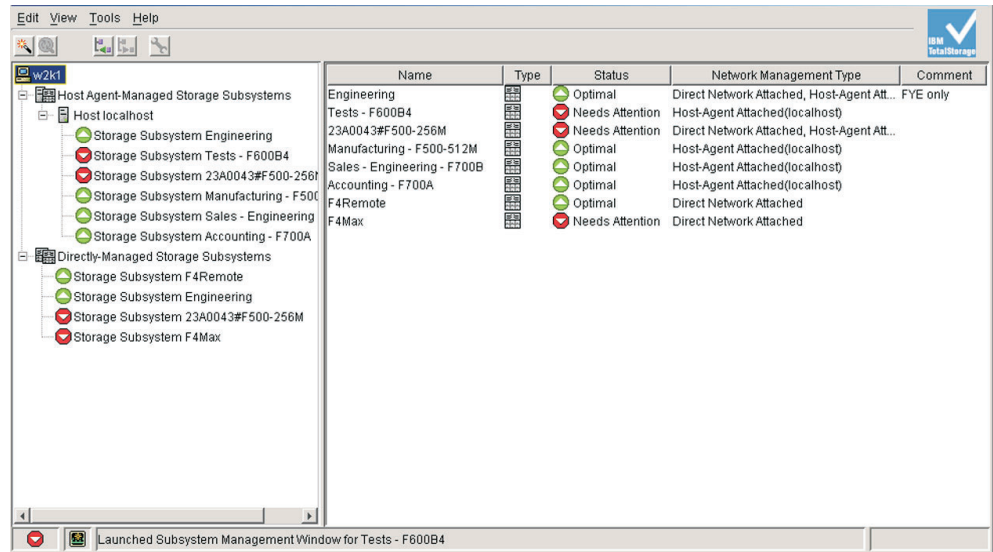 Edit View Tools Help
IBM
TotalStorage
w2k1
Host Agent-Managed Storage Subsystems
Host localhost
Storage Subsystem Engineering
Storage Subsystem Tests - F600B4
Storage Subsystem 23A0043#F500-256
Storage Subsystem Manufacturing - F500
Storage Subsystem Sales - Engineering
Storage Subsystem Accounting - F700A
Directly-Managed Storage Subsystems
Storage Subsystem F4Remote
Storage Subsystem Engineering
Storage Subsystem 23A0043#F500-256M
Storage Subsystem F4Max
Name Type Status Network Management Type Comment
Engineering Optimal Direct Network Attached, Host-Agent Att... FYE only
Tests - F600B4 Needs Attention Host-Agent Attached(localhost)
23A0043#F500-256M Needs Attention Direct Network Attached, Host-Agent Att...
Manufacturing - F500-512M Optimal Host-Agent Attached(localhost)
Sales - Engineering - F700B Optimal Host-Agent Attached(localhost)
Accounting - F700A Optimal Host-Agent Attached(localhost)
F4Remote Optimal Direct Network Attached
F4Max Needs Attention Direct Network Attached
Launched Subsystem Management Window for Tests - F600B4